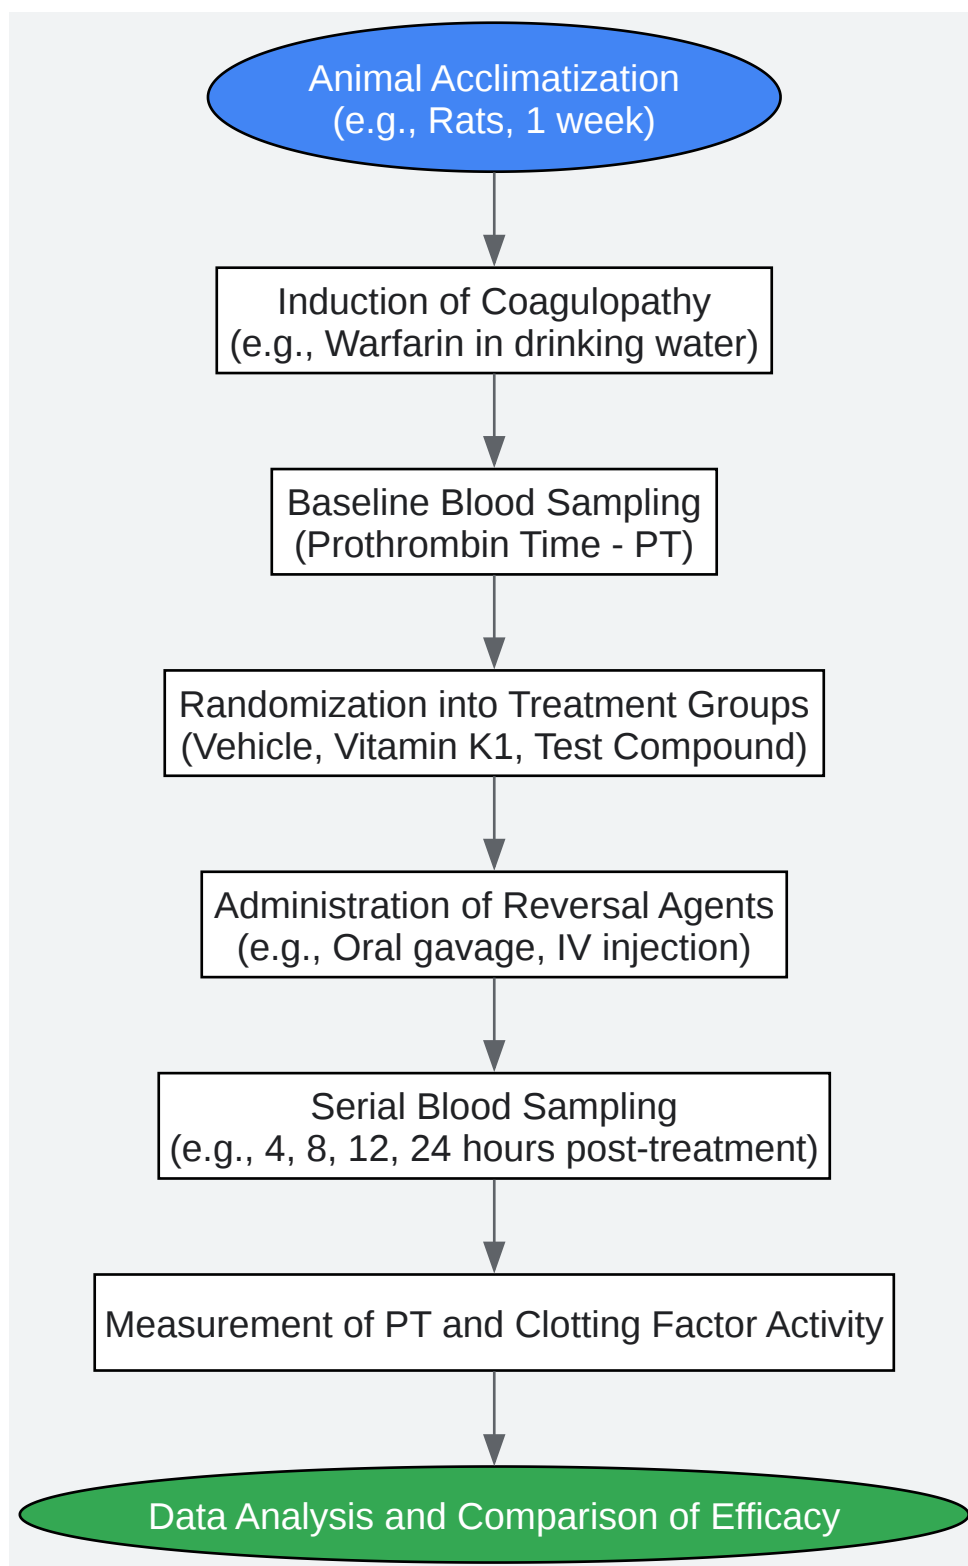 Animal Acclimatization
(e.g., Rats, 1 week)
Induction of Coagulopathy
(e.g., Warfarin in drinking water)
Baseline Blood Sampling
(Prothrombin Time - PT)
Randomization into Treatment Groups
(Vehicle, Vitamin K1, Test Compound)
Administration of Reversal Agents
(e.g., Oral gavage, IV injection)
Serial Blood Sampling
(e.g., 4, 8, 12, 24 hours post-treatment)
Measurement of PT and Clotting Factor Activity
Data Analysis and Comparison of Efficacy